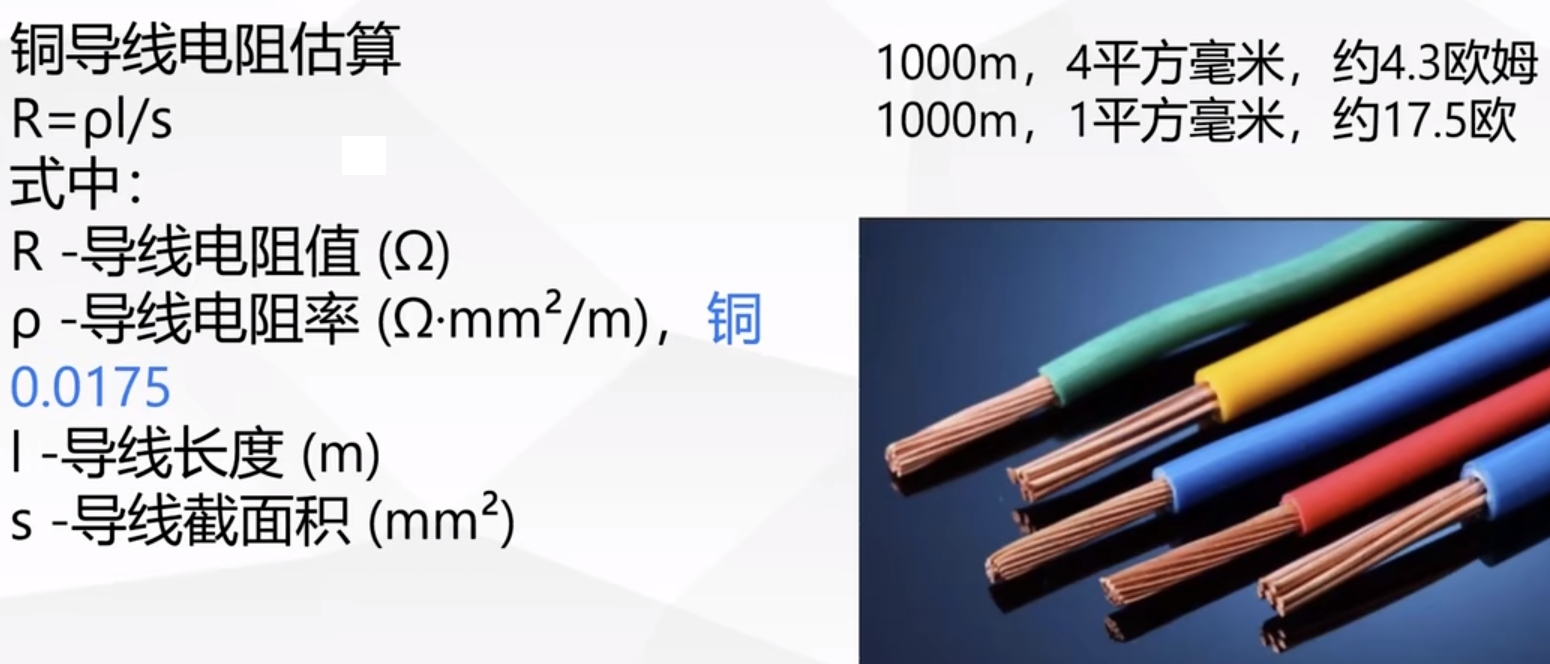 铜导线电阻估算
R=ρl/s
式中：
R -导线电阻值 (Ω)
ρ -导线电阻率 (Ω·mm²/m)，铜
0.0175
l -导线长度 (m)
s -导线截面积 (mm²)
1000m，4平方毫米，约4.3欧姆
1000m，1平方毫米，约17.5欧